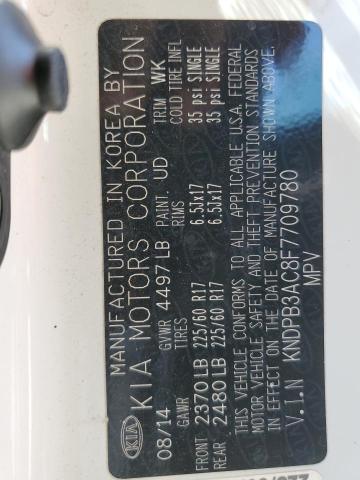 KIA
MANUFACTURED IN KOREA BY
KIA MOTORS CORPORATION
08/14 GVWR 4497 LB PAINT. UD TRIM WK
GAWR TIRES RIMS COLD TIRE INFL
FRONT 2370 LB 225/60 R17 6.5Jx17 35 psi SINGLE
REAR 2480 LB 225/60 R17 6.5Jx17 35 psi SINGLE
THIS VEHICLE CONFORMS TO ALL APPLICABLE U.S.A. FEDERAL
MOTOR VEHICLE SAFETY AND THEFT PREVENTION STANDARDS
IN EFFECT ON THE DATE OF MANUFACTURE SHOWN ABOVE.
V.I.N KNDPB3AC8F7709780
MPV